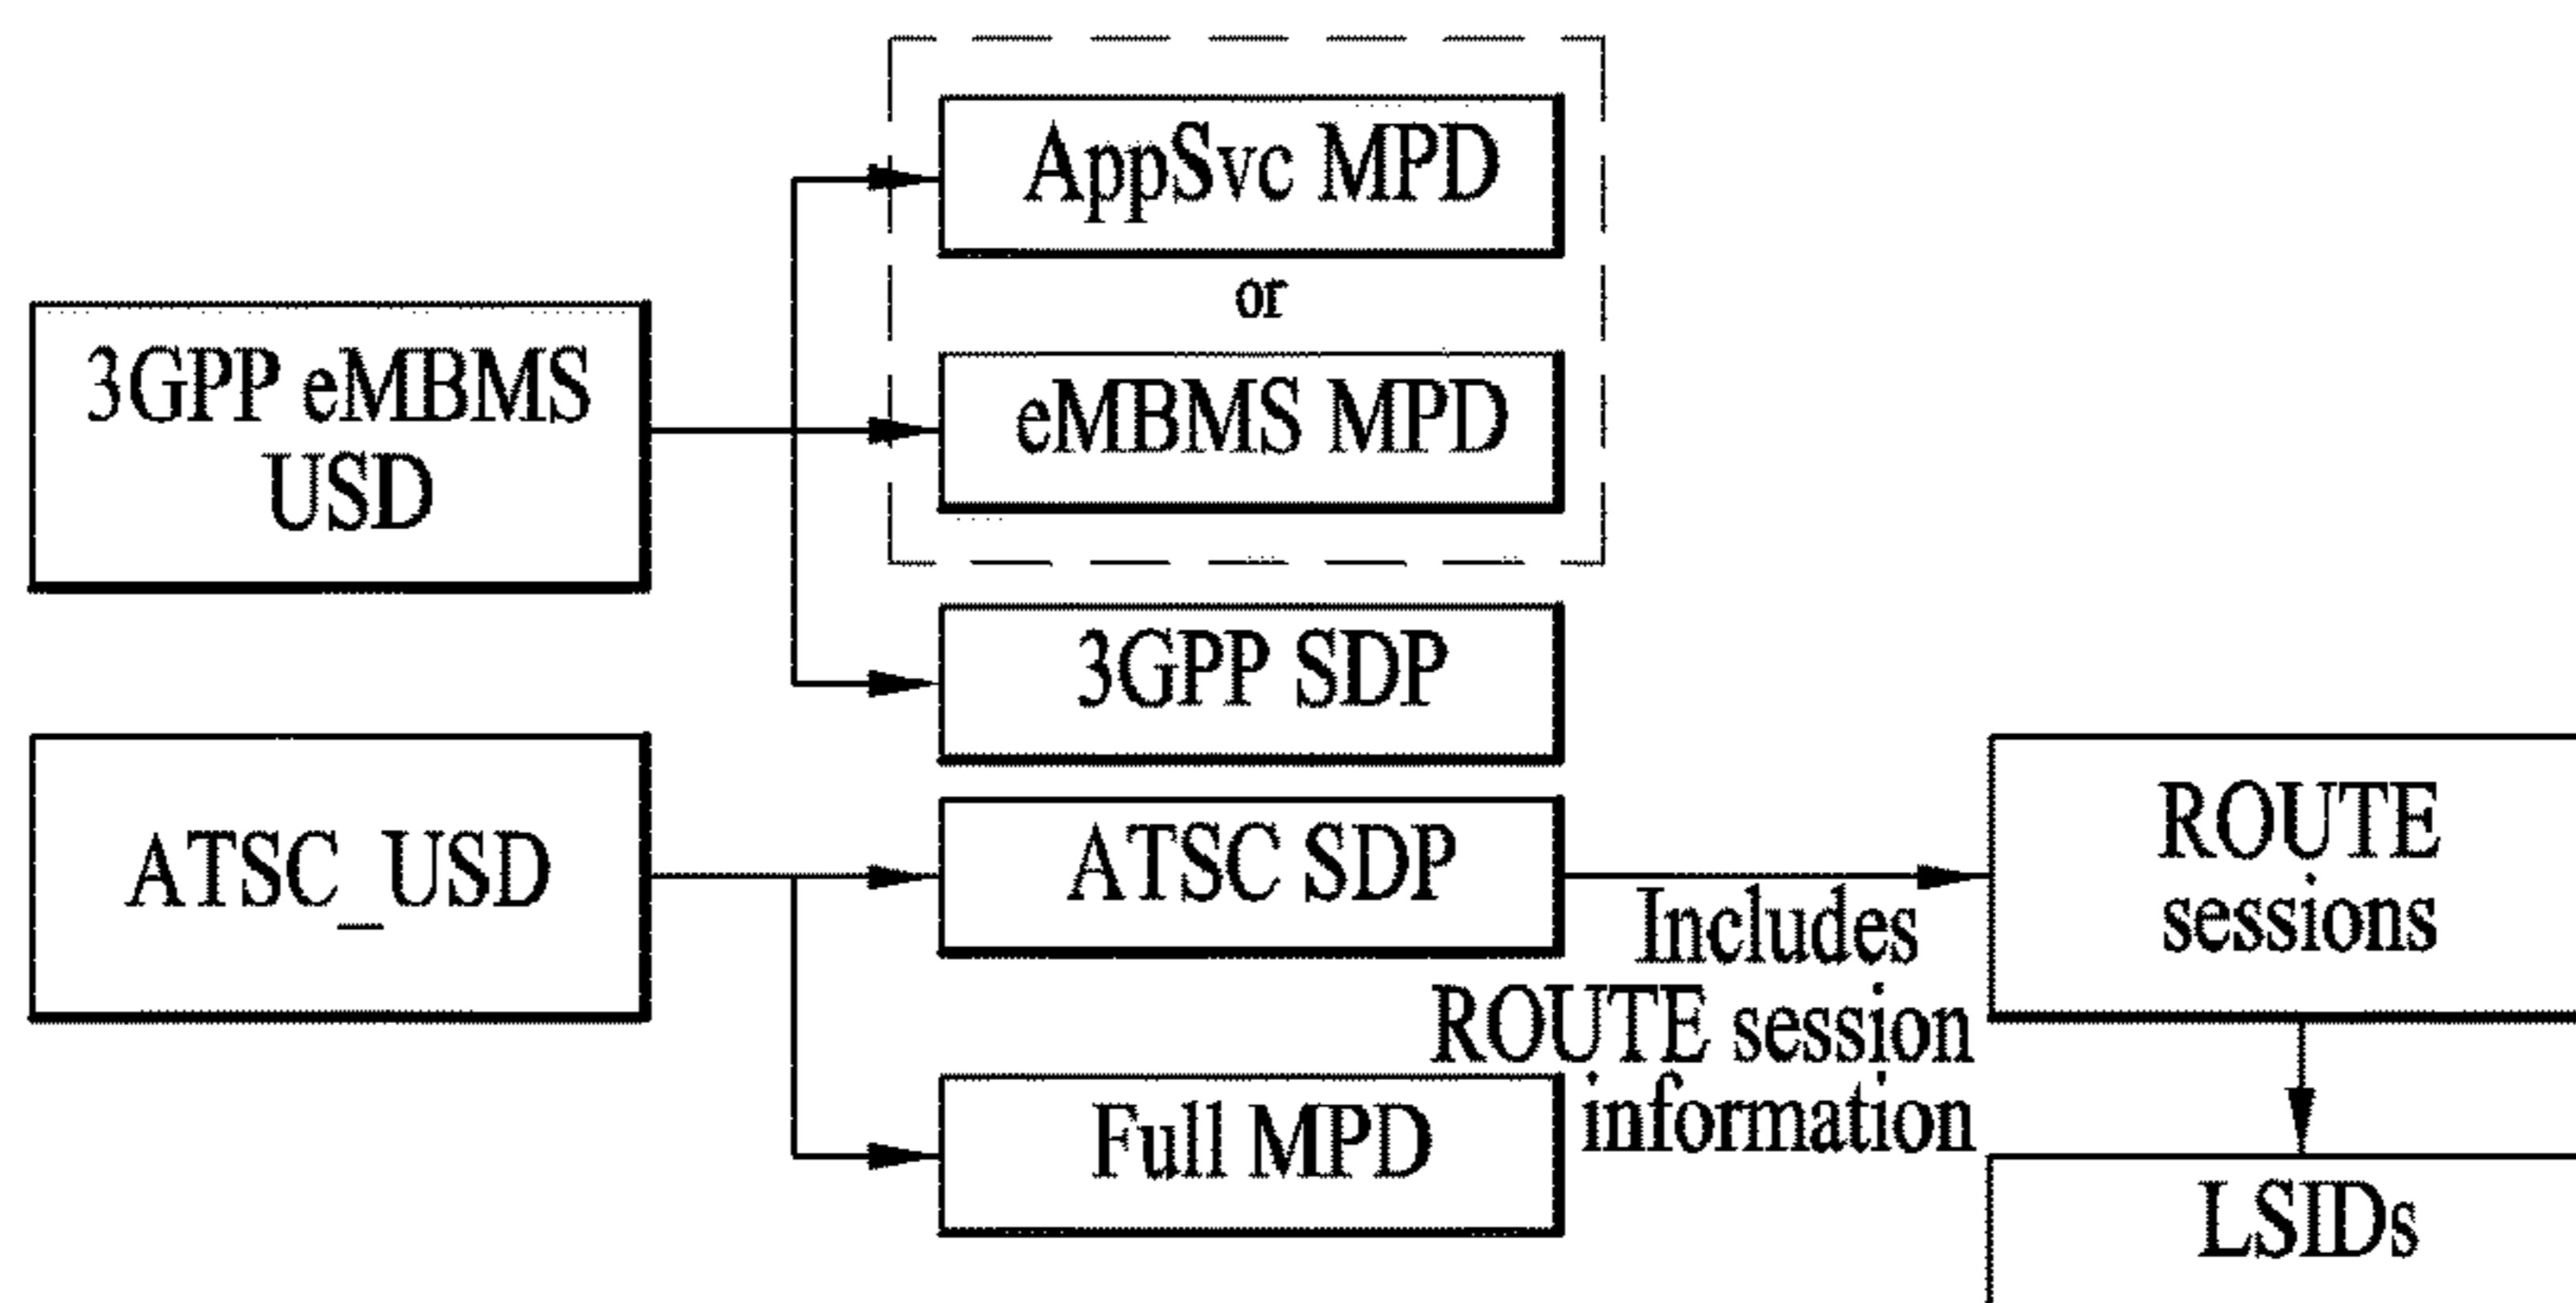 AppSvc MPD
or
3GPP eMBMS
USD
eMBMS MPD
3GPP SDP
ATSC_USD
ATSC SDP
Includes
ROUTE session
information
ROUTE
sessions
Full MPD
LSIDs